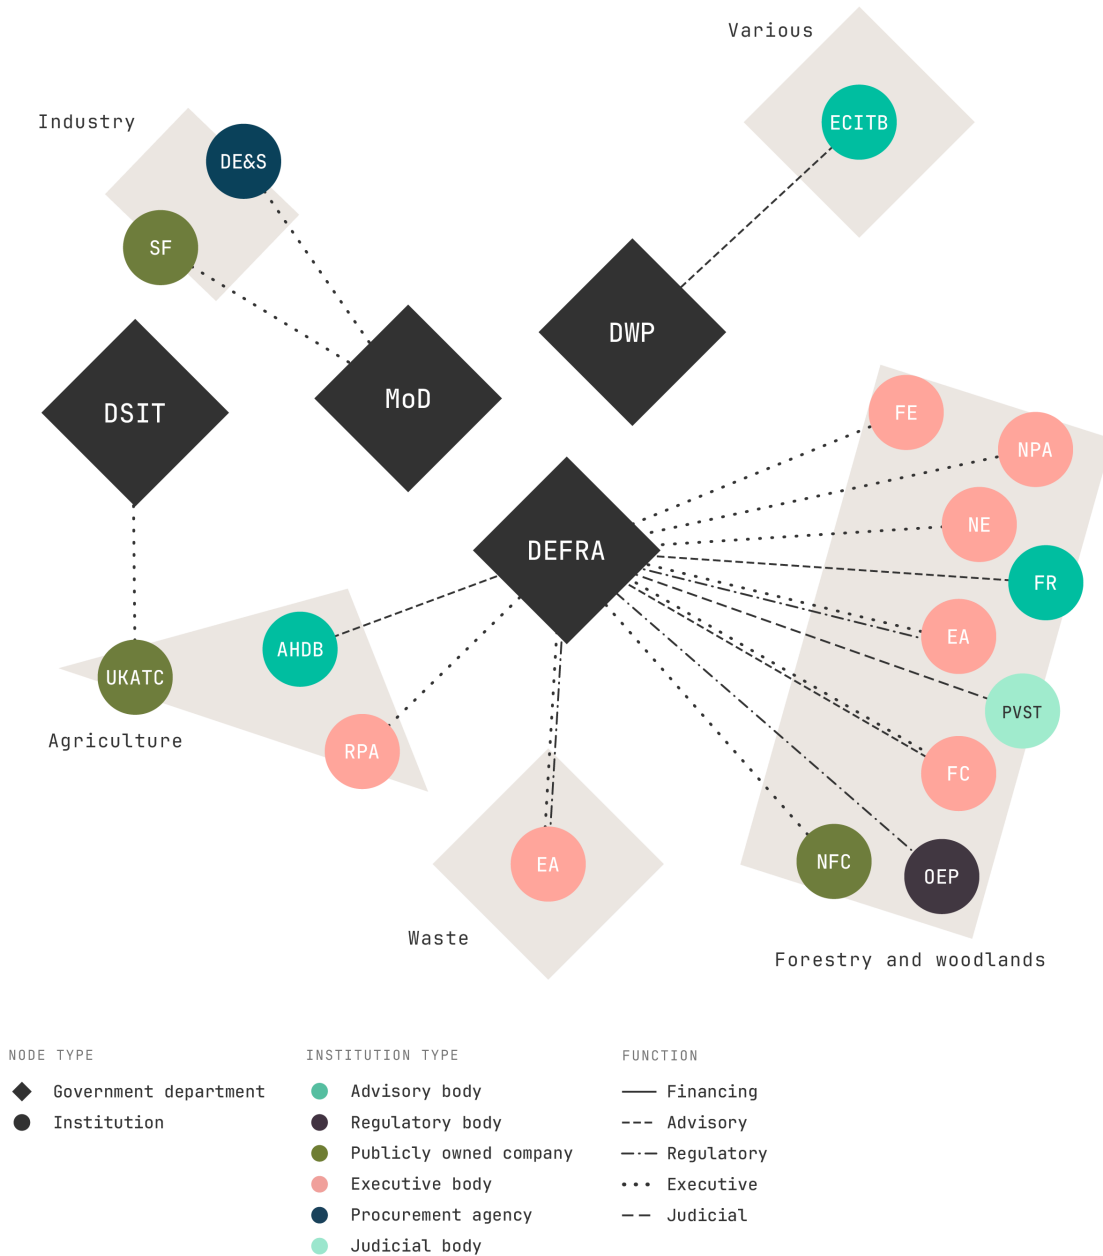 Various
ECITB
Industry
DE&S
SF
DWP
DSIT
MoD
FE
NPA
NE
DEFRA
FR
EA
AHDB
UKATC
PVST
Agriculture
RPA
FC
EA
NFC
OEP
Waste
Forestry and woodlands
NODE TYPE
Government department
Institution
INSTITUTION TYPE
Advisory body
Regulatory body
Publicly owned company
Executive body
Procurement agency
Judicial body
FUNCTION
Financing
Advisory
Regulatory
Executive
Judicial